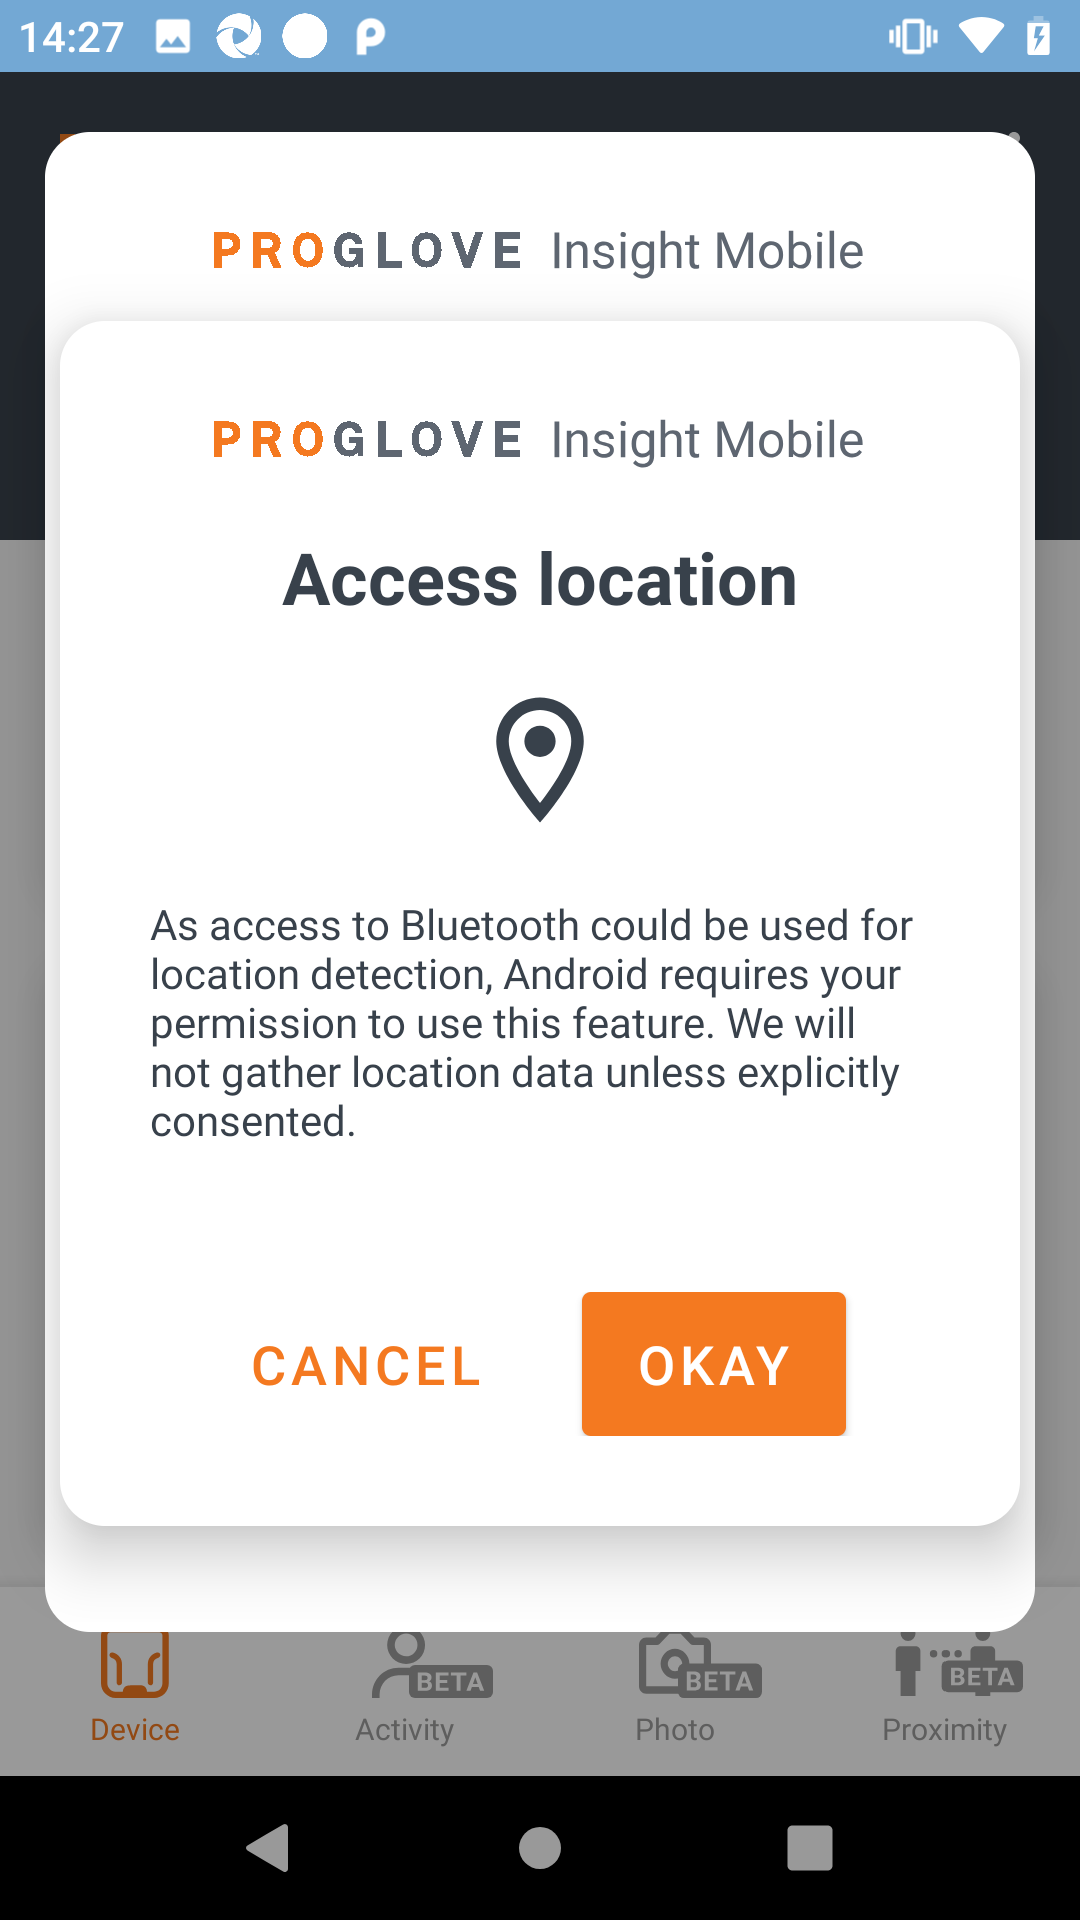 14:27
PROGLOVE Insight Mobile
PROGLOVE Insight Mobile
Access location
As access to Bluetooth could be used for
location detection, Android requires your
permission to use this feature. We will
not gather location data unless explicitly
consented.
CANCEL OKAY
BETA BETA BETA
Device Activity Photo Proximity